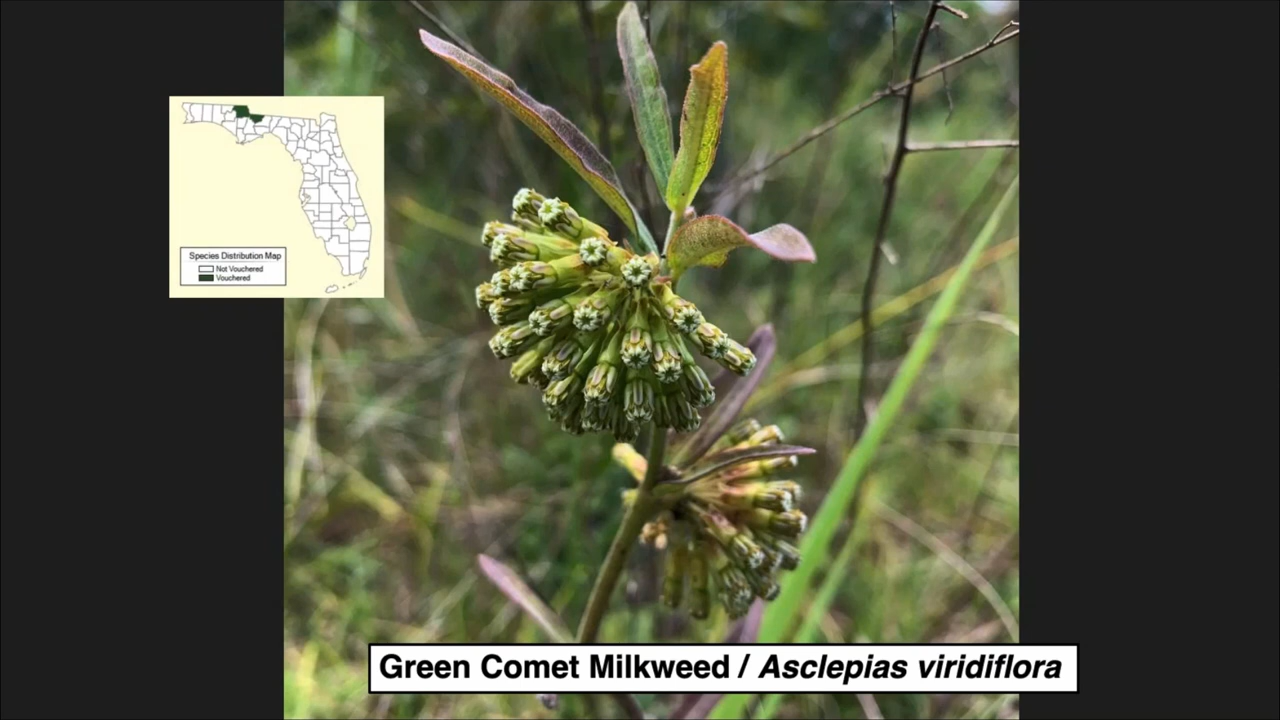 Species Distribution Map
Not Vouchered
Vouchered
Green Comet Milkweed / Asclepias viridiflora